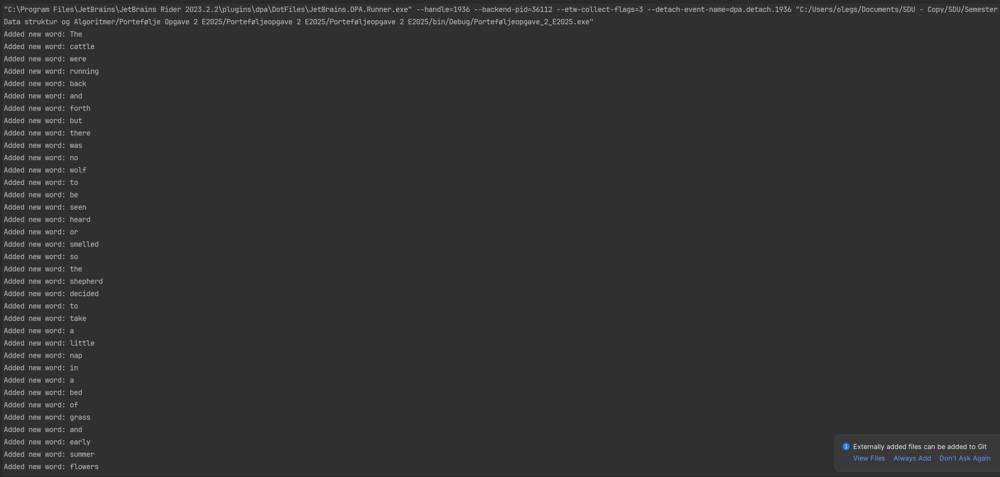 "C:\Program Files\JetBrains\JetBrains Rider 2023.2.2\plugins\dpa\DotFiles\JetBrains.DPA.Runner.exe" --handle=1936 --backend-pid=36112 --etw-collect-flags=3 --detach-event-name=dpa.detach.1936 "C:/Users/olegs/Documents/SDU - Copy/SDU/Semester
Data struktur og Algoritmer/Portefølje Opgave 2 E2025/Porteføljeopgave 2 E2025/Porteføljeopgave 2 E2025/bin/Debug/Porteføljeopgave_2_E2025.exe"
Added new word: The
Added new word: cattle
Added new word: were
Added new word: running
Added new word: back
Added new word: and
Added new word: forth
Added new word: but
Added new word: there
Added new word: was
Added new word: no
Added new word: wolf
Added new word: to
Added new word: be
Added new word: seen
Added new word: heard
Added new word: or
Added new word: smelled
Added new word: so
Added new word: the
Added new word: shepherd
Added new word: decided
Added new word: to
Added new word: take
Added new word: a
Added new word: little
Added new word: nap
Added new word: in
Added new word: a
Added new word: bed
Added new word: of
Added new word: grass
Added new word: and
Added new word: early
Added new word: summer
Added new word: flowers
Externally added files can be added to Git
View Files Always Add Don't Ask Again